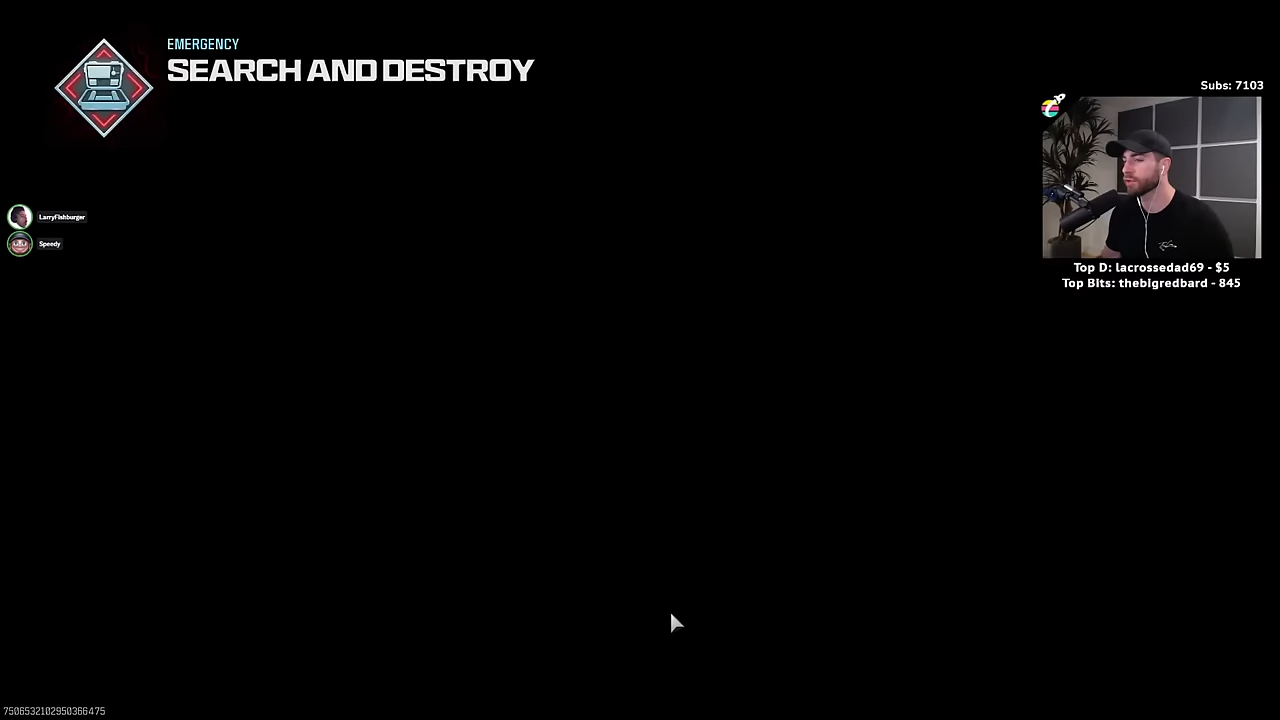 EMERGENCY
SEARCH AND DESTROY
Subs: 7103
LarryFishburger
Speedy
Top D: lacrossedad69 - $5
Top Bits: thebigredbard - 845
7506532102950366475